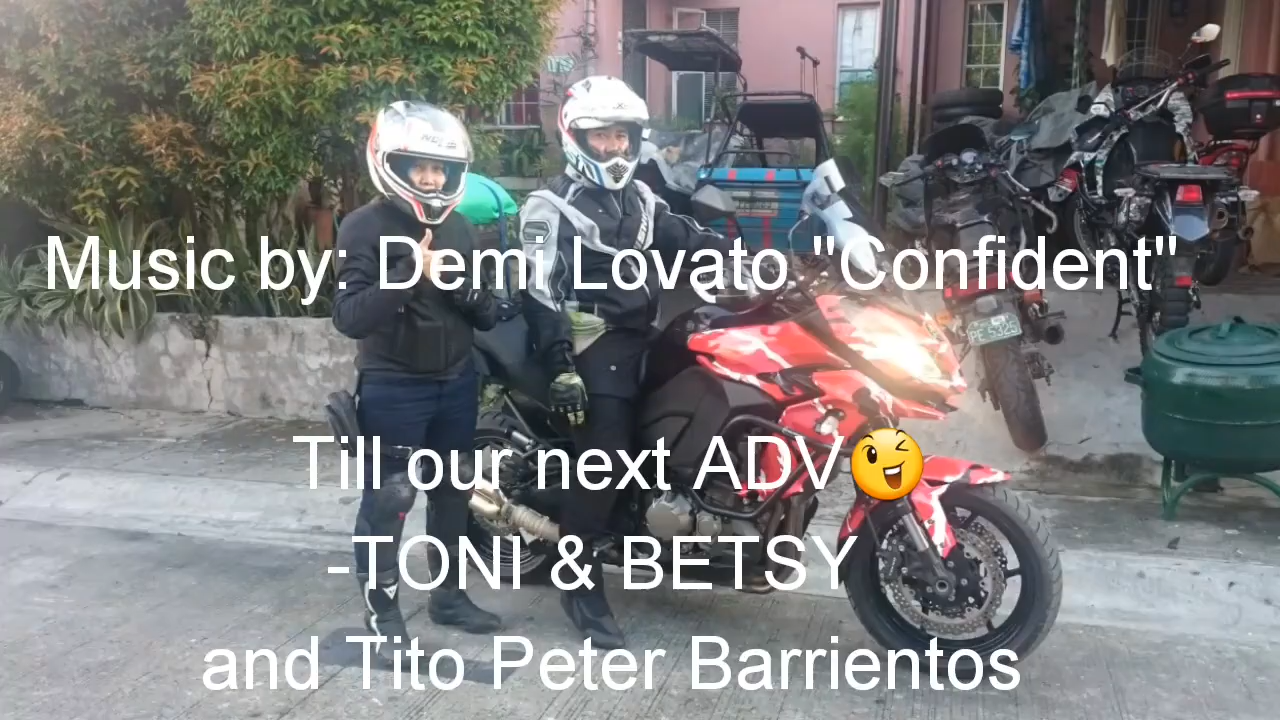 Music by: Demi Lovato "Confident"
Till our next ADV😉
-TONI & BETSY
and Tito Peter Barrientos